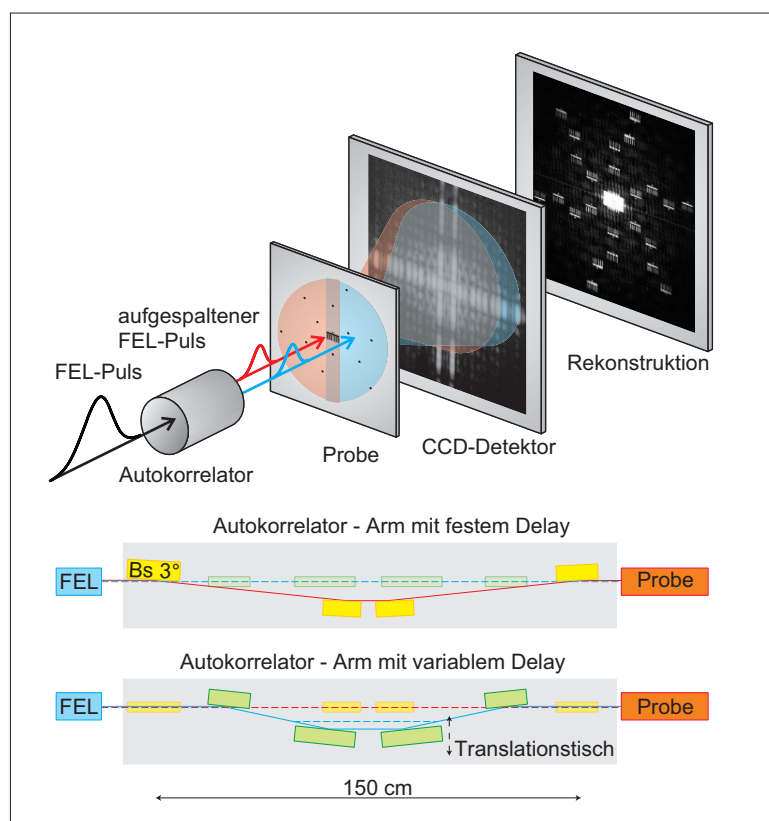 aufgespaltener
FEL-Puls
FEL-Puls
Autokorrelator
Probe
CCD-Detektor
Rekonstruktion
Autokorrelator - Arm mit festem Delay
FEL
Bs 3°
Probe
Autokorrelator - Arm mit variablem Delay
FEL
Probe
Translationstisch
150 cm